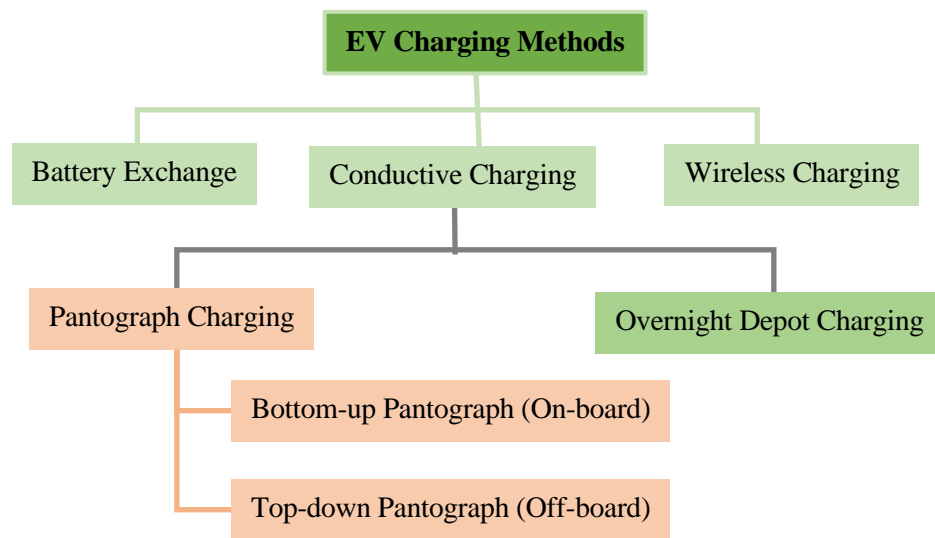 EV Charging Methods
Battery Exchange
Conductive Charging
Wireless Charging
Pantograph Charging
Overnight Depot Charging
Bottom-up Pantograph (On-board)
Top-down Pantograph (Off-board)